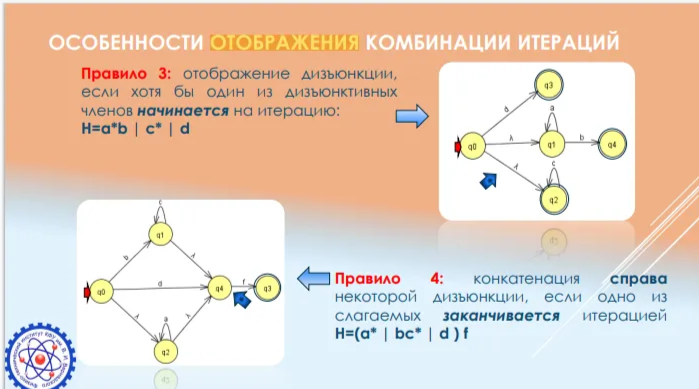 ОСОБЕННОСТИ ОТОБРАЖЕНИЯ КОМБИНАЦИИ ИТЕРАЦИЙ
Правило 3: отображение дизъюнкции,
если хотя бы один из дизъюнктивных
членов начинается на итерацию:
H=a*b | c* | d
q3
a
d
q0
λ
q1
b
q4
λ
c
q2
c
q1
b
λ
q0
d
q4
f
q3
λ
a
λ
q2
Правило 4: конкатенация справа
некоторой дизъюнкции, если одно из
слагаемых заканчивается итерацией
H=(a* | bc* | d ) f